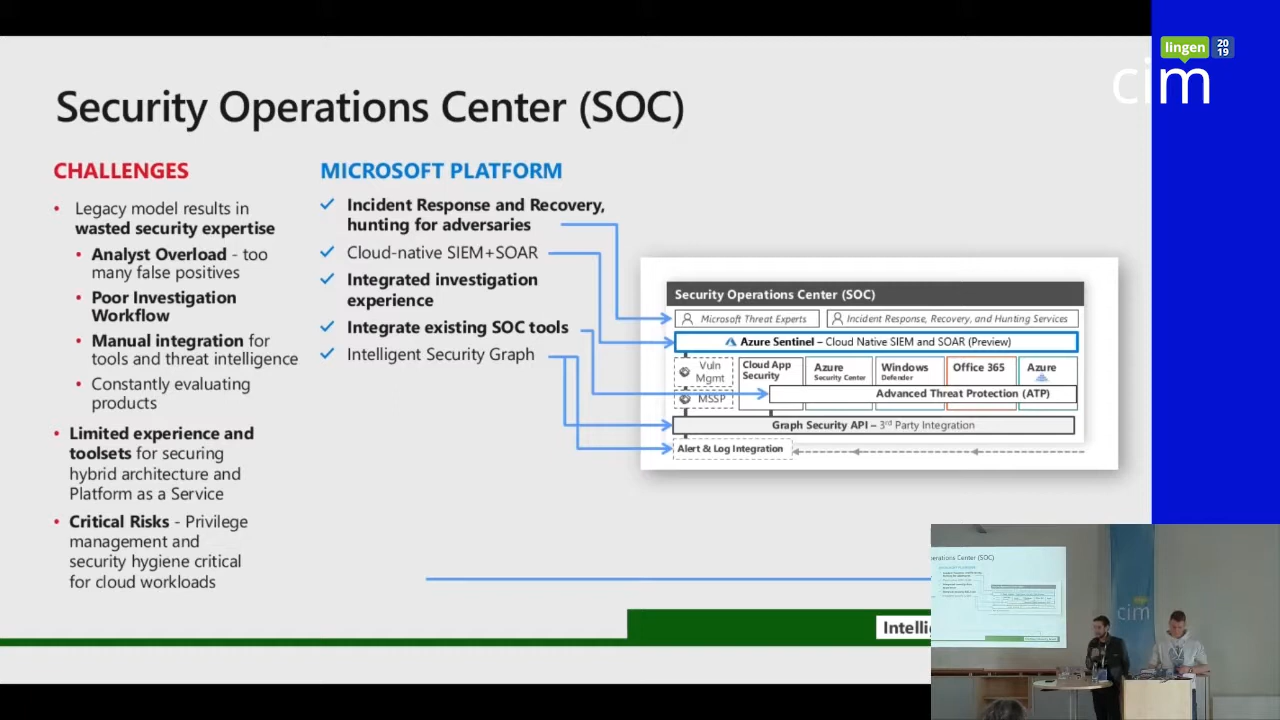 lingen
20
19
cim
Security Operations Center (SOC)
CHALLENGES
• Legacy model results in
wasted security expertise
• Analyst Overload - too
many false positives
• Poor Investigation
Workflow
• Manual integration for
tools and threat intelligence
• Constantly evaluating
products
• Limited experience and
toolsets for securing
hybrid architecture and
Platform as a Service
• Critical Risks - Privilege
management and
security hygiene critical
for cloud workloads
MICROSOFT PLATFORM
✓ Incident Response and Recovery,
hunting for adversaries
✓ Cloud-native SIEM+SOAR
✓ Integrated investigation
experience
✓ Integrate existing SOC tools
✓ Intelligent Security Graph
Security Operations Center (SOC)
Microsoft Threat Experts
Incident Response, Recovery, and Hunting Services
Azure Sentinel – Cloud Native SIEM and SOAR (Preview)
Vuln
Mgmt
MSSP
Cloud App
Security
Azure
Security Center
Windows
Defender
Office 365
Azure
Advanced Threat Protection (ATP)
Graph Security API – 3rd Party Integration
Alert & Log Integration
Intelli
erations Center (SOC)
cim